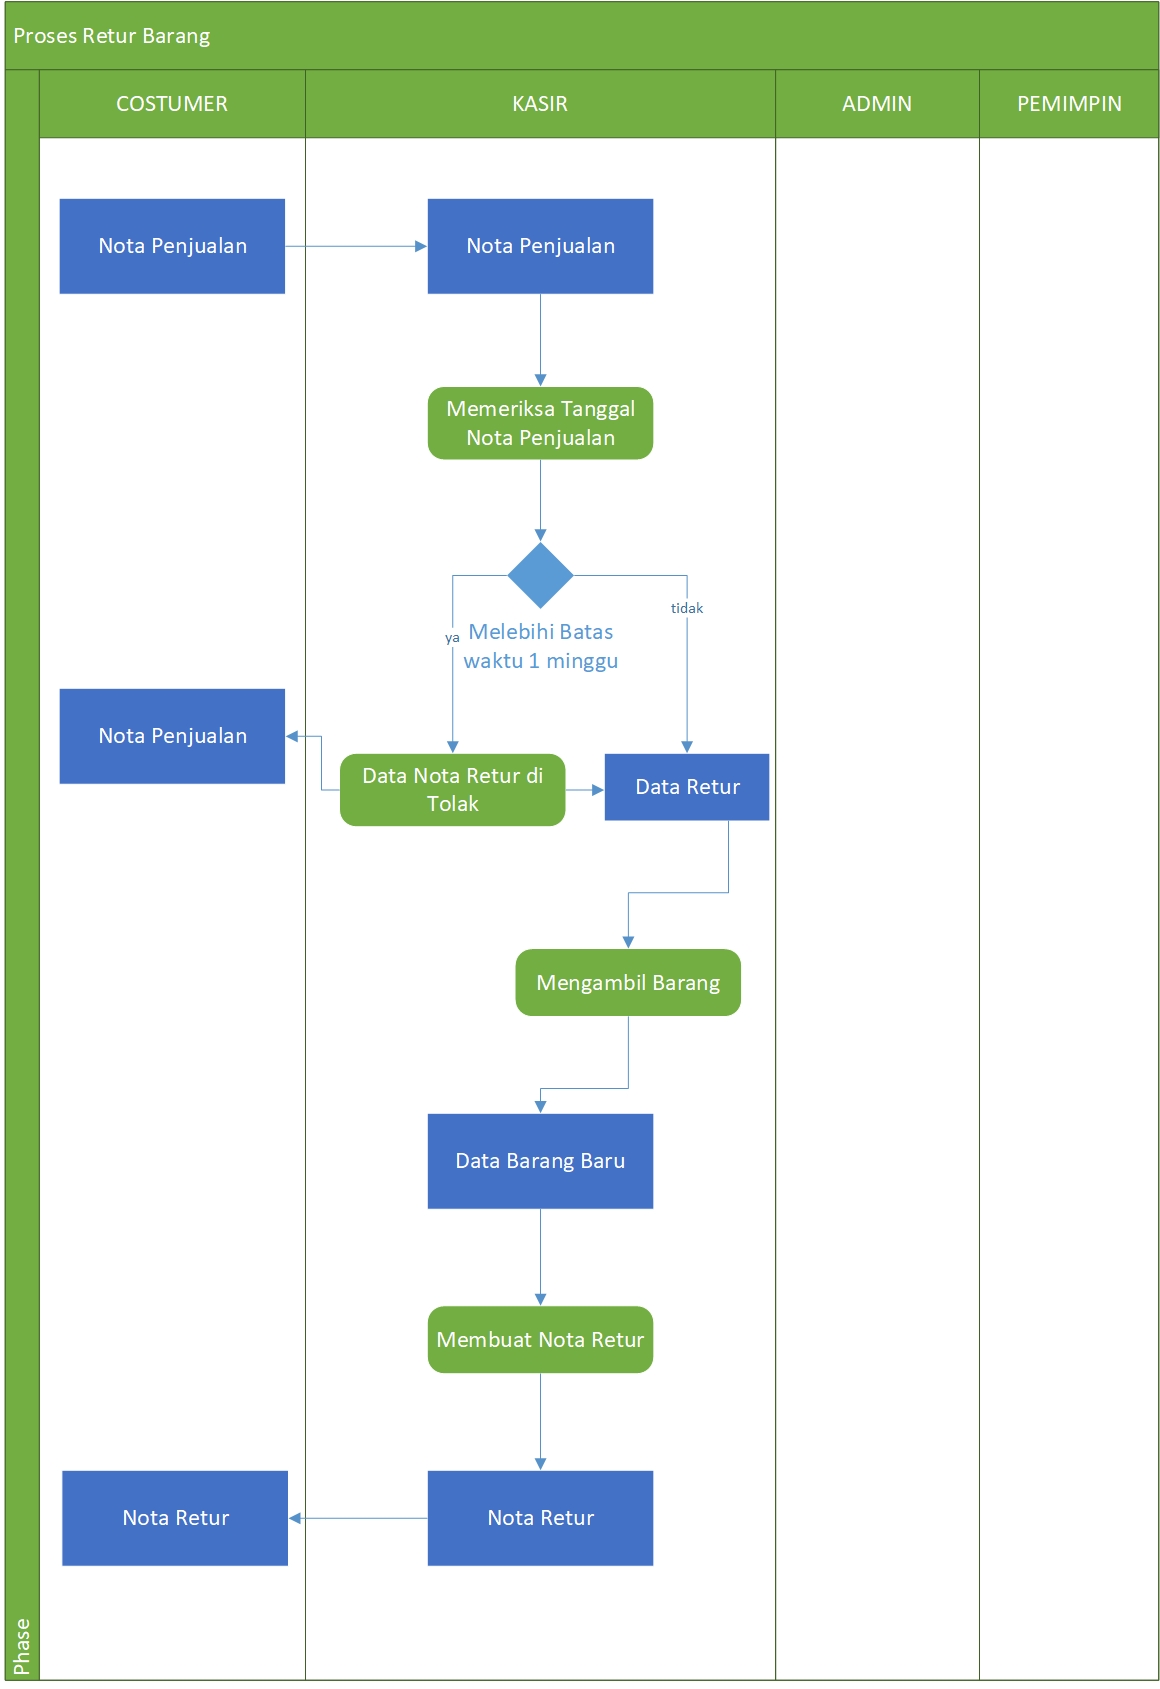 Proses Retur Barang
COSTUMER
KASIR
ADMIN
PEMIMPIN
Nota Penjualan
Nota Penjualan
Memeriksa Tanggal
Nota Penjualan
tidak
ya
Melebihi Batas
waktu 1 minggu
Nota Penjualan
Data Nota Retur di
Tolak
Data Retur
Mengambil Barang
Data Barang Baru
Membuat Nota Retur
Nota Retur
Nota Retur
Phase